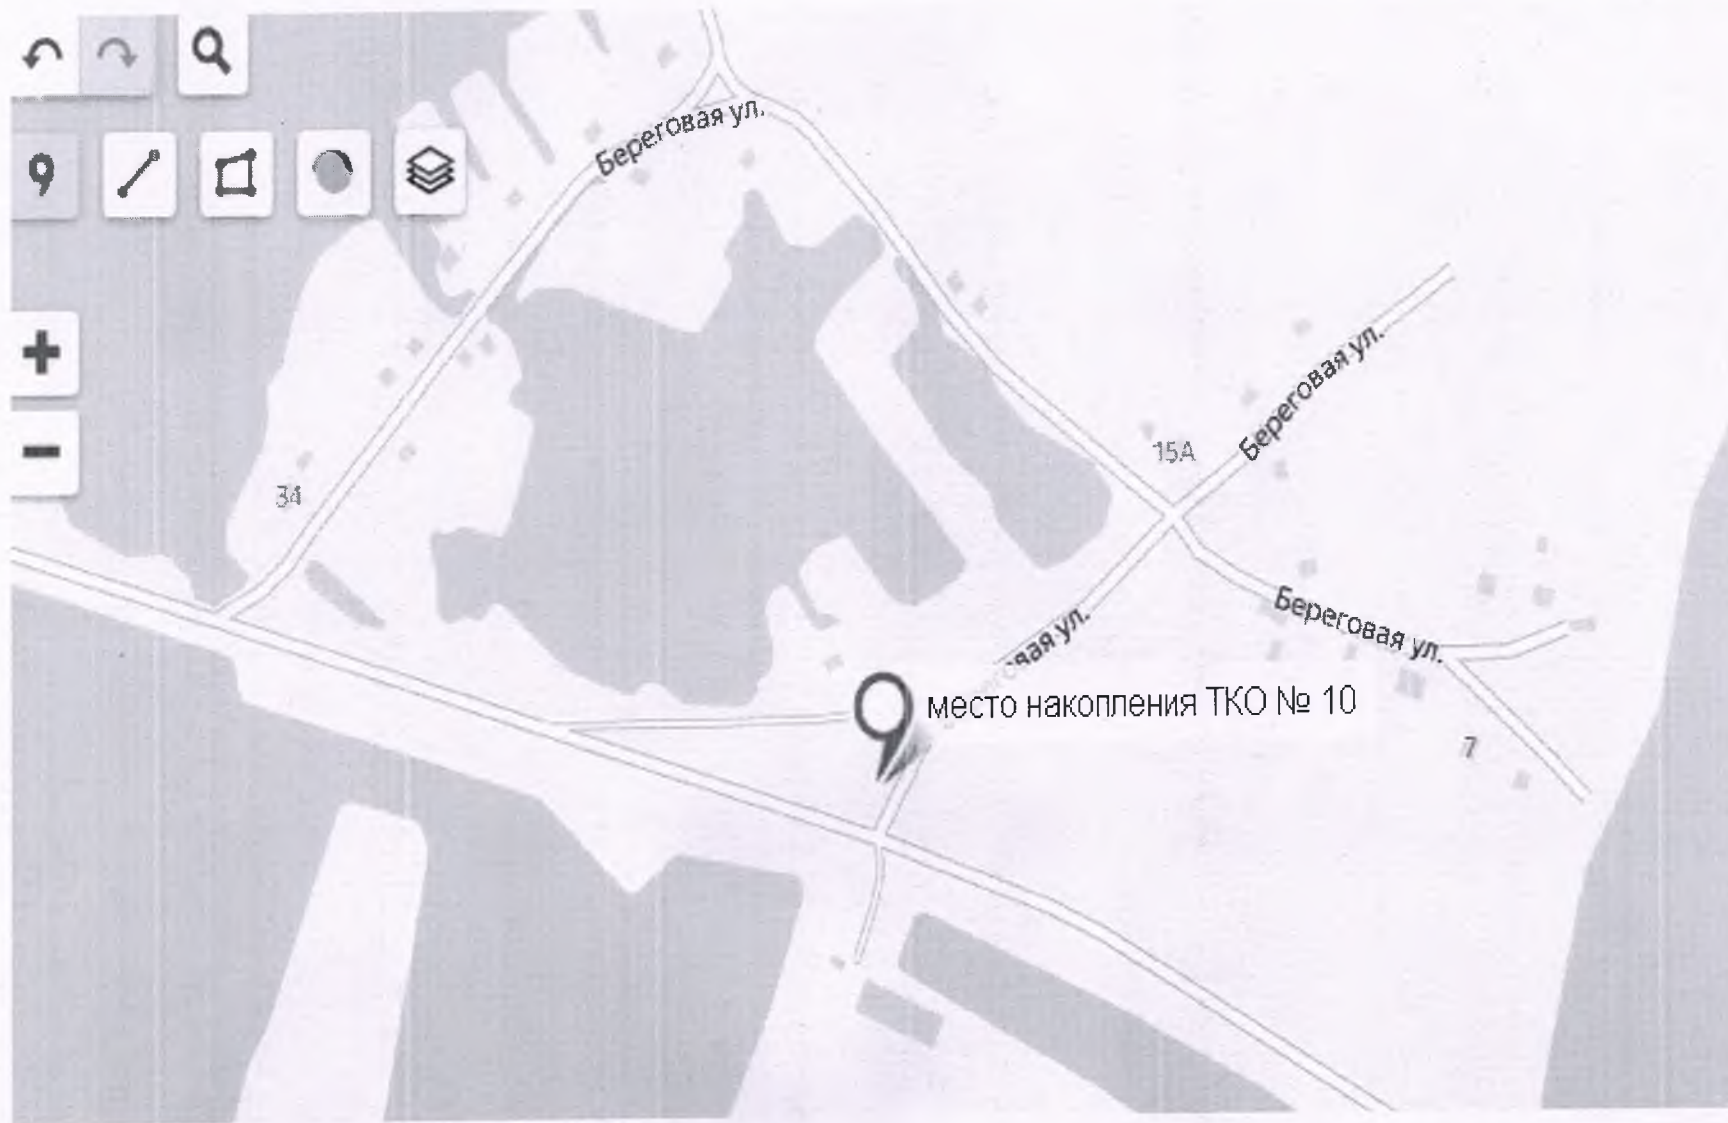 Береговая ул.
Береговая ул.
15А
34
Береговая ул.
вая ул.
место накопления ТКО № 10
7